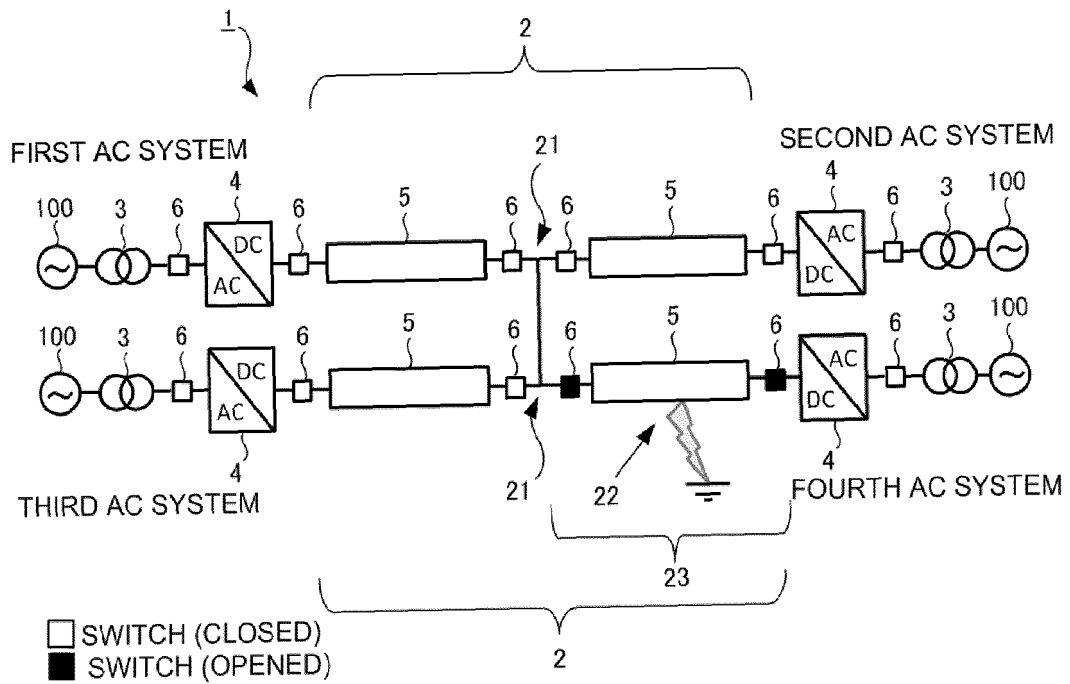 1
2
FIRST AC SYSTEM
SECOND AC SYSTEM
21
100 3 6 4 6 5 6 6 5 6 4 6 3 100
DC AC
AC DC
100 3 6 6 5 6 6 5 6 6 3 100
DC AC
AC DC
4 4
THIRD AC SYSTEM
21
22
FOURTH AC SYSTEM
23
2
SWITCH (CLOSED)
SWITCH (OPENED)